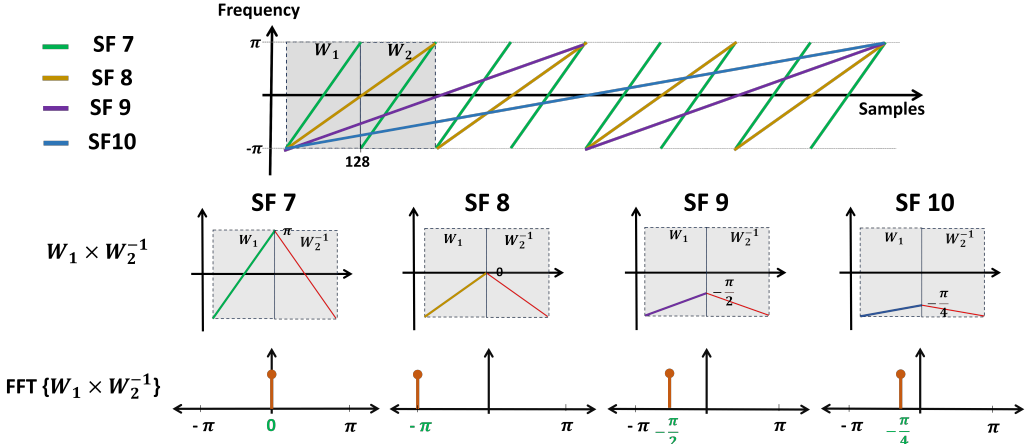 Frequency
SF 7
SF 8
SF 9
SF10
π
-π
W₁
W₂
128
Samples
SF 7
SF 8
SF 9
SF 10
W₁ × W₂⁻¹
W₁ π W₂⁻¹
W₁ W₂⁻¹
0
W₁ W₂⁻¹
-π/2
W₁ W₂⁻¹
-π/4
FFT {W₁ × W₂⁻¹}
-π 0 π
-π π
-π -π/2 π
-π -π/4 π